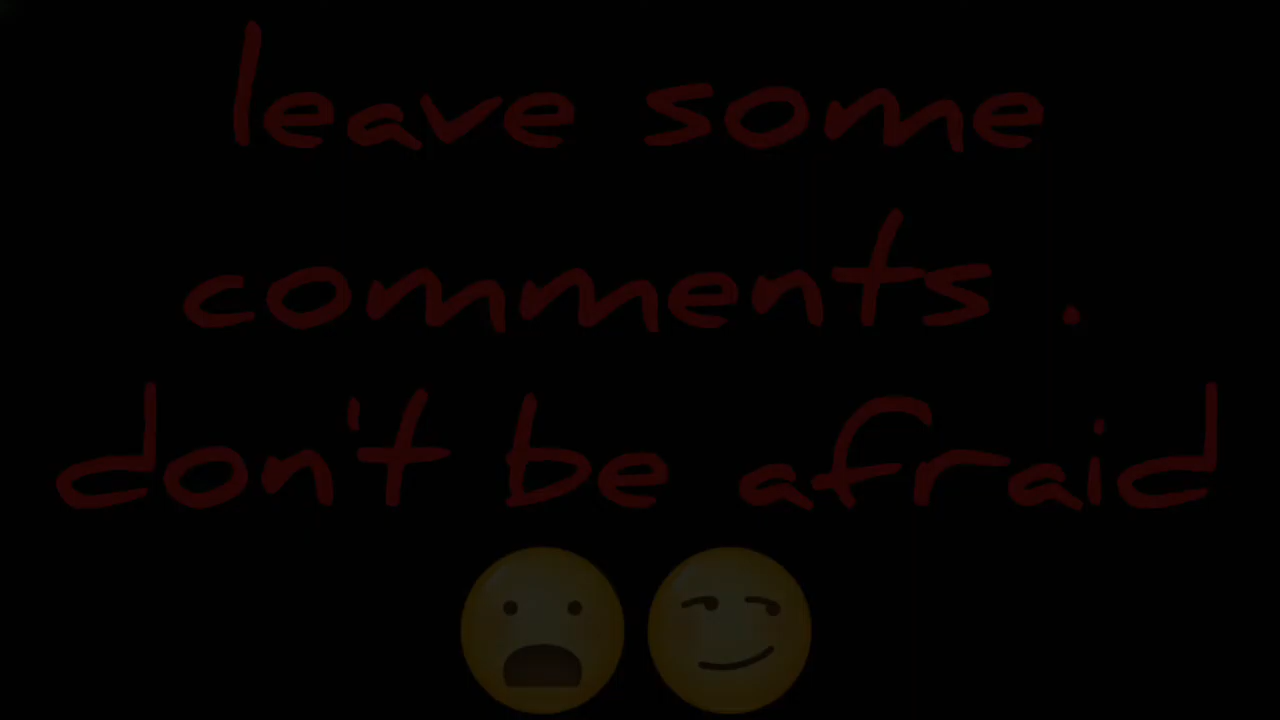 leave some
comments .
don't be afraid
😦😏